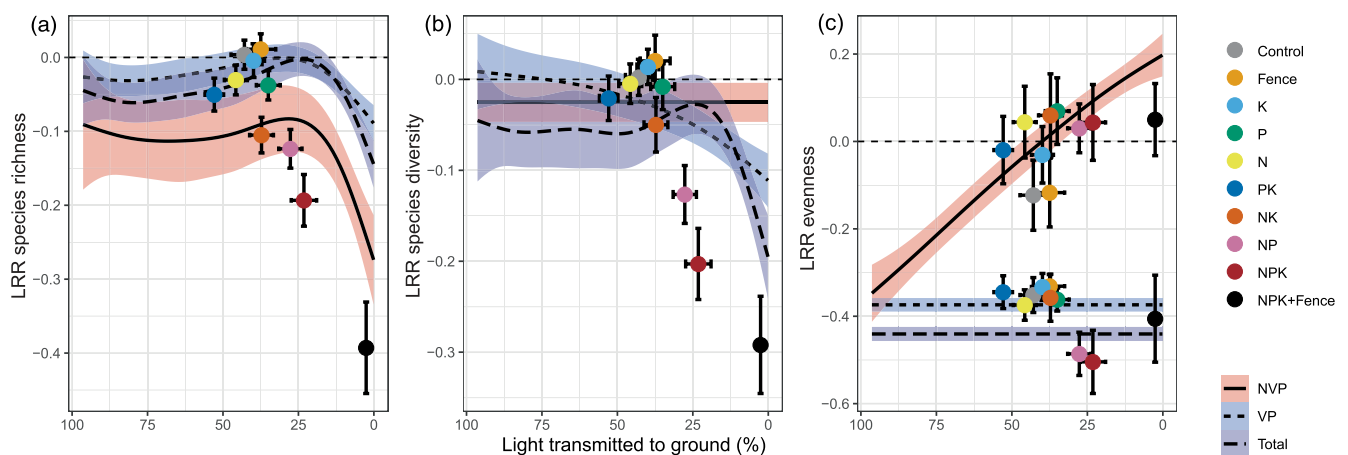 (a)
LRR species richness
0.0
−0.1
−0.2
−0.3
−0.4
100
75
50
25
0
(b)
LRR species diversity
0.0
−0.1
−0.2
−0.3
100
75
50
25
0
Light transmitted to ground (%)
(c)
LRR evenness
0.2
0.0
−0.2
−0.4
−0.6
100
75
50
25
0
Control
Fence
K
P
N
PK
NK
NP
NPK
NPK+Fence
NVP
VP
Total